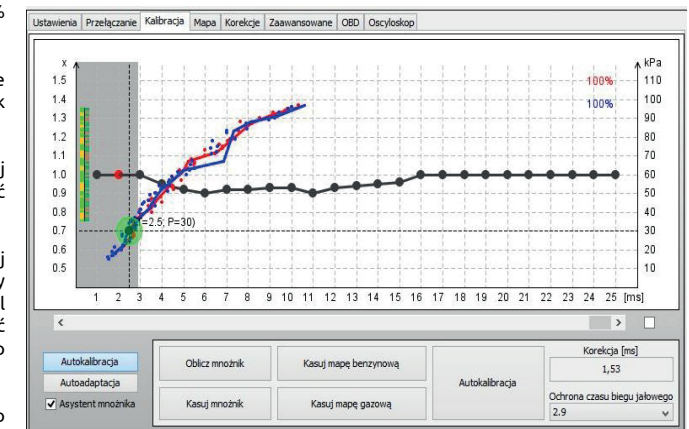 Ustawienia Przełączanie Kalibracja Mapa Korekcje Zaawansowane OBD Oscyloskop
x kPa
1.5 110
1.4 100
1.3 90
1.2 80
1.1 70
1.0 60
0.9 50
0.8 40
0.7 30
0.6 20
0.5 10
100%
100%
=2.5; P=30)
1 2 3 4 5 6 7 8 9 10 11 12 13 14 15 16 17 18 19 20 21 22 23 24 25 [ms]
Autokalibracja
Autoadaptacja
Asystent mnożnika
Oblicz mnożnik
Kasuj mapę benzynową
Kasuj mnożnik
Kasuj mapę gazową
Autokalibracja
Korekcja [ms]
1,53
Ochrona czasu biegu jałowego
2.9